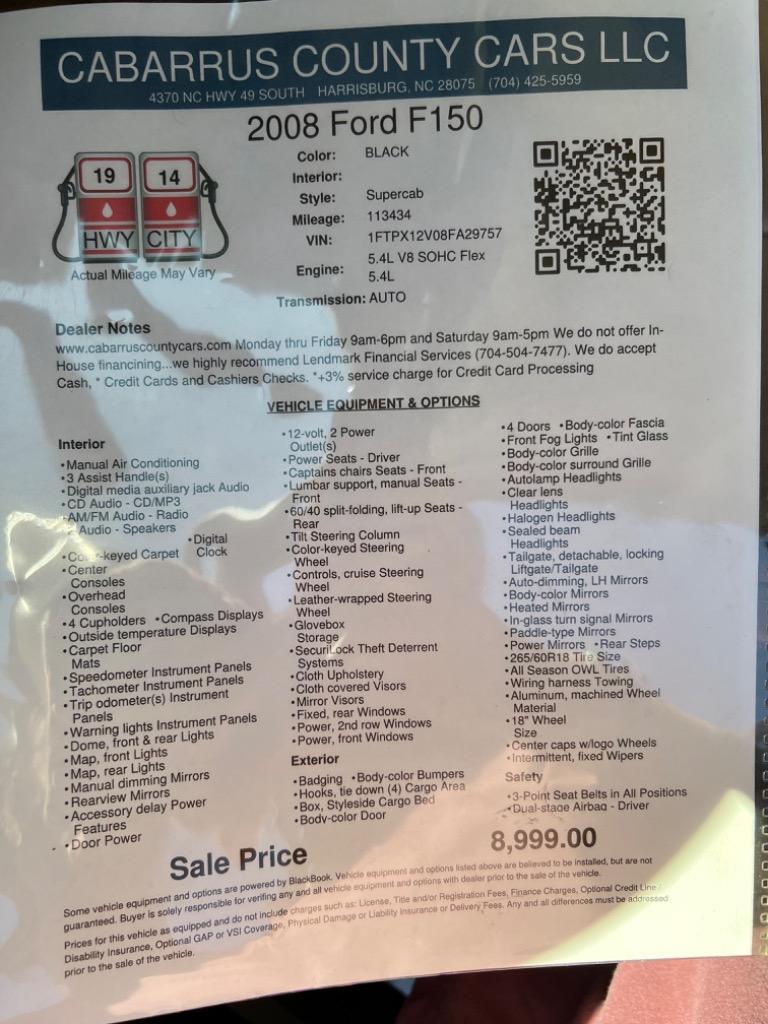 CABARRUS COUNTY CARS LLC
4370 NC HWY 49 SOUTH HARRISBURG, NC 28075 (704) 425-5959
2008 Ford F150
19 14
HWY CITY
Actual Mileage May Vary
Color: BLACK
Interior:
Style: Supercab
Mileage: 113434
VIN: 1FTPX12V08FA29757
Engine: 5.4L V8 SOHC Flex
5.4L
Transmission: AUTO
Dealer Notes
www.cabarruscountycars.com Monday thru Friday 9am-6pm and Saturday 9am-5pm We do not offer In-
House financining...we highly recommend Lendmark Financial Services (704-504-7477). We do accept
Cash, * Credit Cards and Cashiers Checks. *+3% service charge for Credit Card Processing
VEHICLE EQUIPMENT & OPTIONS
Interior
•Manual Air Conditioning
•3 Assist Handle(s)
•Digital media auxiliary jack Audio
•CD Audio - CD/MP3
•AM/FM Audio - Radio
Audio - Speakers
•Digital
Clock
•Color-keyed Carpet
•Center
Consoles
•Overhead
Consoles
•4 Cupholders •Compass Displays
•Outside temperature Displays
•Carpet Floor
Mats
•Speedometer Instrument Panels
•Tachometer Instrument Panels
•Trip odometer(s) Instrument
Panels
•Warning lights Instrument Panels
•Dome, front & rear Lights
•Map, front Lights
•Map, rear Lights
•Manual dimming Mirrors
•Rearview Mirrors
•Accessory delay Power
Features
•Door Power
•12-volt, 2 Power
Outlet(s)
•Power Seats - Driver
•Captains chairs Seats - Front
•Lumbar support, manual Seats -
Front
•60/40 split-folding, lift-up Seats -
Rear
•Tilt Steering Column
•Color-keyed Steering
Wheel
•Controls, cruise Steering
Wheel
•Leather-wrapped Steering
Wheel
•Glovebox
Storage
•SecuriLock Theft Deterrent
Systems
•Cloth Upholstery
•Cloth covered Visors
•Mirror Visors
•Fixed, rear Windows
•Power, 2nd row Windows
•Power, front Windows
Exterior
•Badging •Body-color Bumpers
•Hooks, tie down (4) Cargo Area
•Box, Styleside Cargo Bed
•Body-color Door
•4 Doors •Body-color Fascia
•Front Fog Lights •Tint Glass
•Body-color Grille
•Body-color surround Grille
•Autolamp Headlights
•Clear lens
Headlights
•Halogen Headlights
•Sealed beam
Headlights
•Tailgate, detachable, locking
Liftgate/Tailgate
•Auto-dimming, LH Mirrors
•Body-color Mirrors
•Heated Mirrors
•In-glass turn signal Mirrors
•Paddle-type Mirrors
•Power Mirrors •Rear Steps
•265/60R18 Tire Size
•All Season OWL Tires
•Wiring harness Towing
•Aluminum, machined Wheel
Material
•18" Wheel
Size
•Center caps w/logo Wheels
•Intermittent, fixed Wipers
Safety
•3-Point Seat Belts in All Positions
•Dual-stage Airbag - Driver
Sale Price 8,999.00
Some vehicle equipment and options are powered by BlackBook. Vehicle equipment and options listed above are believed to be installed, but are not
guaranteed. Buyer is solely responsible for verifing any and all vehicle equipment and options with dealer prior to the sale of the vehicle.
Prices for this vehicle as equipped and do not include charges such as: License, Title and/or Registration Fees, Finance Charges, Optional Credit Line /
Disability Insurance, Optional GAP or VSI Coverage, Physical Damage or Liability Insurance or Delivery Fees. Any and all differences must be addressed
prior to the sale of the vehicle.